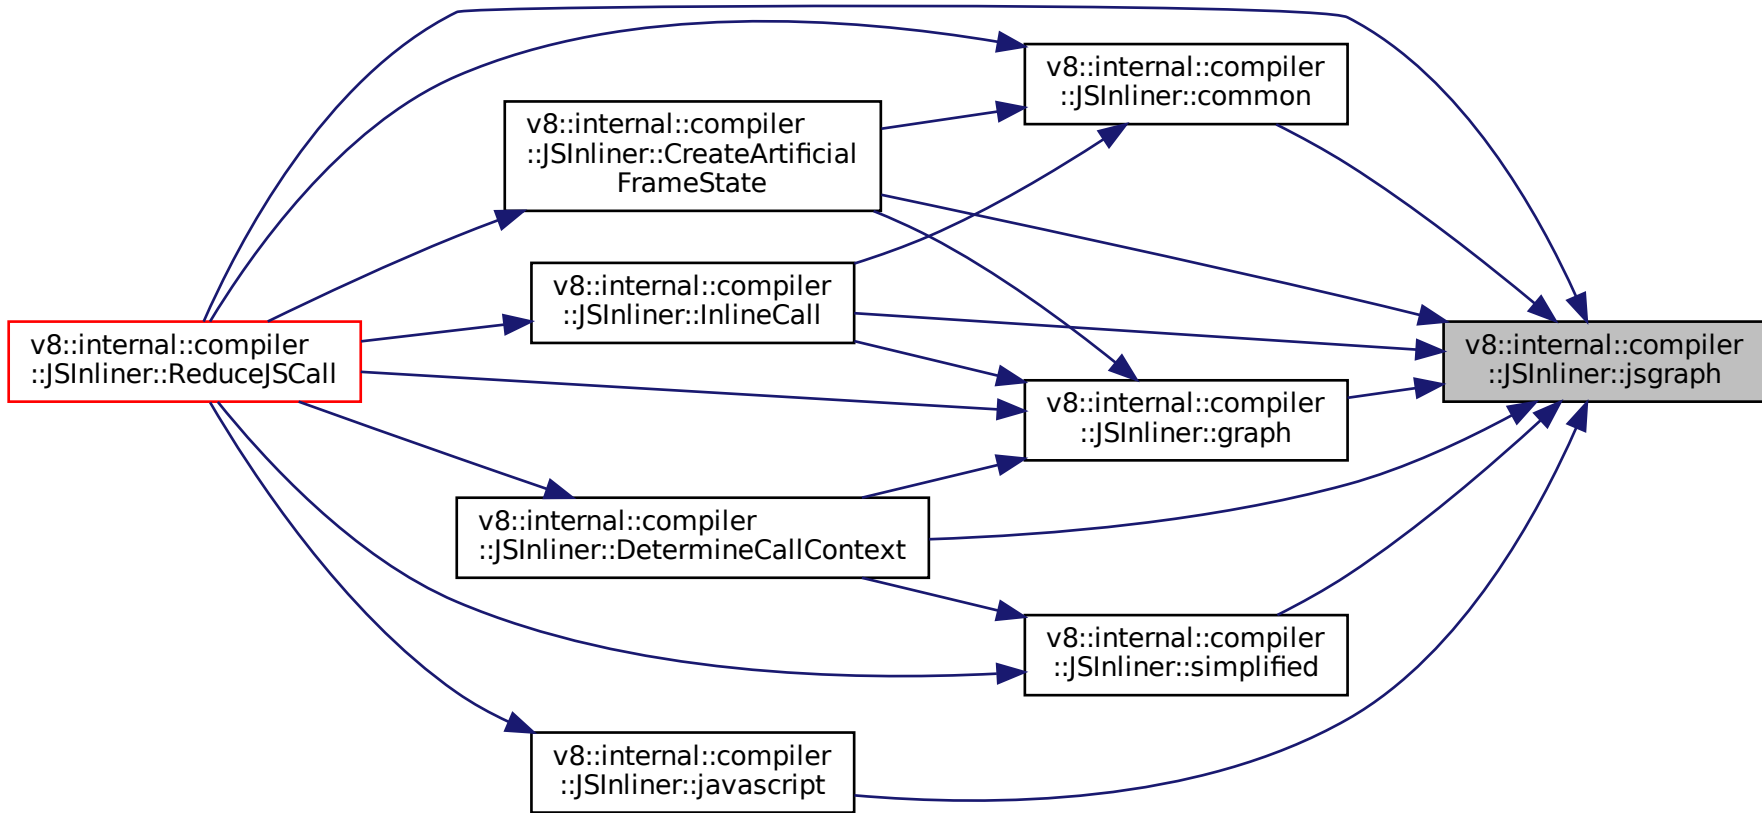 v8::internal::compiler
::JSInliner::common
v8::internal::compiler
::JSInliner::CreateArtificial
FrameState
v8::internal::compiler
::JSInliner::InlineCall
v8::internal::compiler
::JSInliner::ReduceJSCall
v8::internal::compiler
::JSInliner::jsgraph
v8::internal::compiler
::JSInliner::graph
v8::internal::compiler
::JSInliner::DetermineCallContext
v8::internal::compiler
::JSInliner::simplified
v8::internal::compiler
::JSInliner::javascript